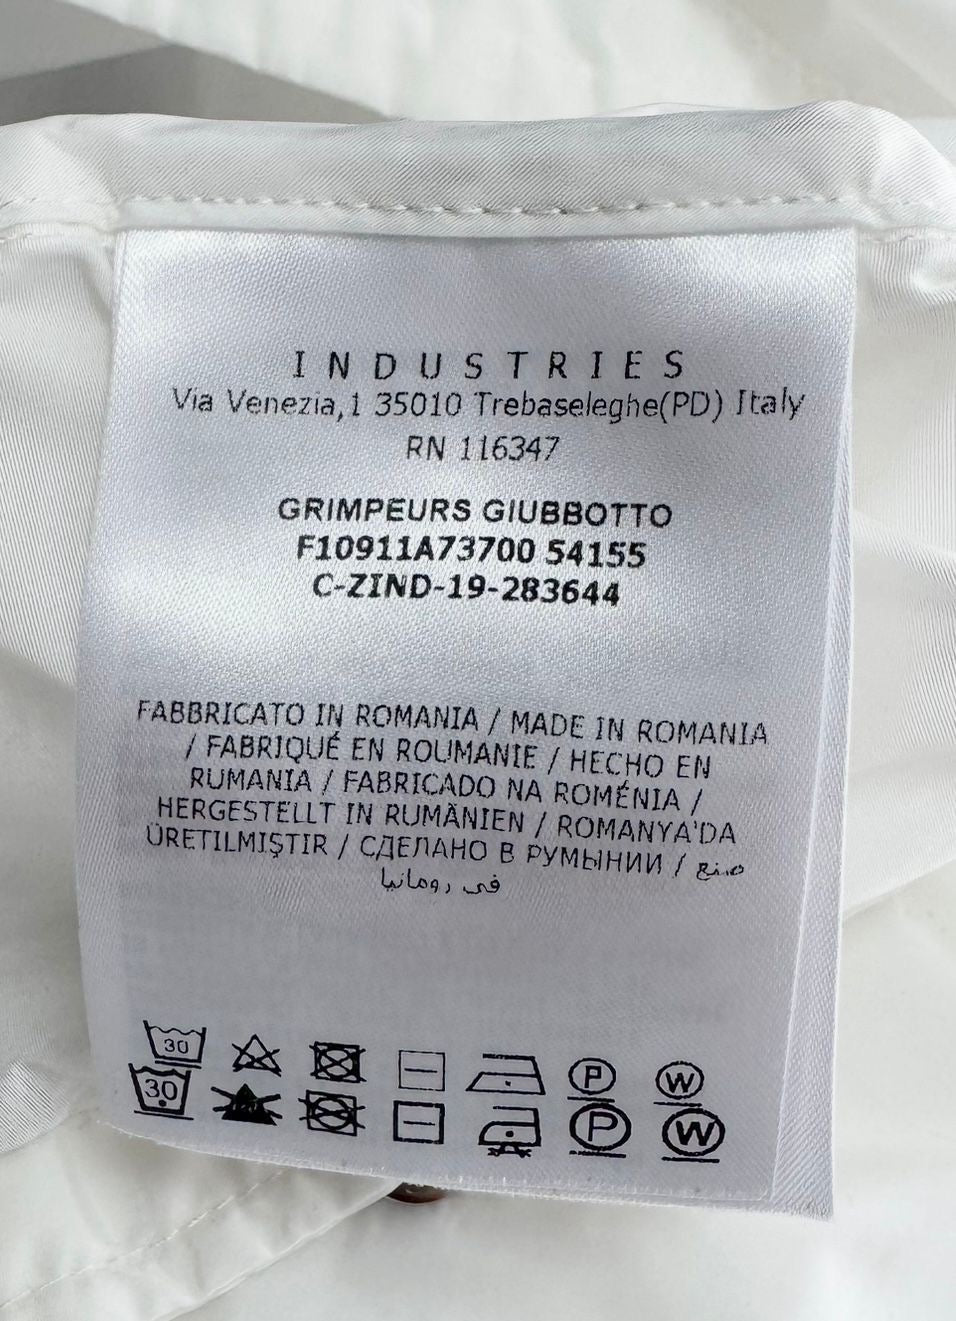 INDUSTRIES
Via Venezia,1 35010 Trebaseleghe(PD) Italy
RN 116347
GRIMPEURS GIUBBOTTO
F10911A73700 54155
C-ZIND-19-283644
FABBRICATO IN ROMANIA / MADE IN ROMANIA
/ FABRIQUÉ EN ROUMANIE / HECHO EN
RUMANIA / FABRICADO NA ROMÉNIA /
HERGESTELLT IN RUMÄNIEN / ROMANYA'DA
ÜRETILMIŞTIR / СДЕЛАНО В РУМЫНИИ / صنع
في رومانيا
30 P W
30 P W